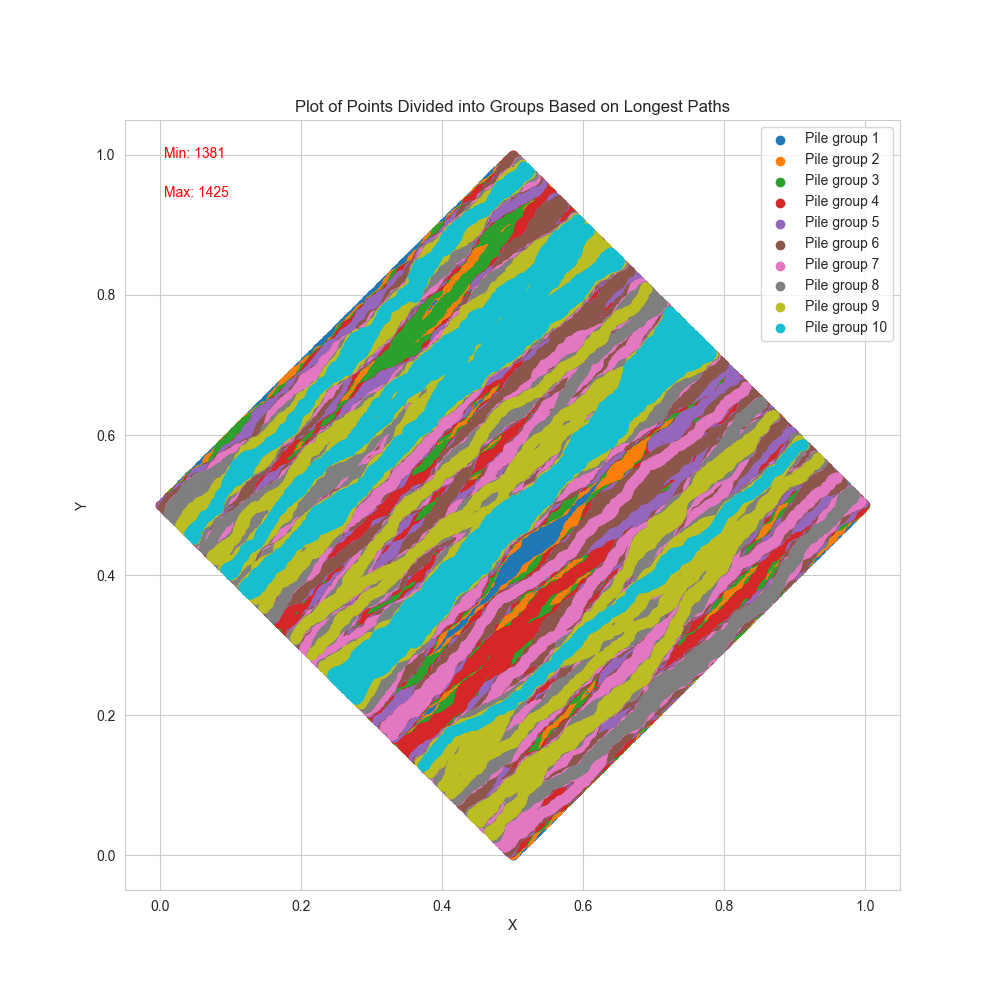 Plot of Points Divided into Groups Based on Longest Paths
Min: 1381
Max: 1425
Pile group 1
Pile group 2
Pile group 3
Pile group 4
Pile group 5
Pile group 6
Pile group 7
Pile group 8
Pile group 9
Pile group 10
Y
1.0
0.8
0.6
0.4
0.2
0.0
0.0 0.2 0.4 0.6 0.8 1.0
X